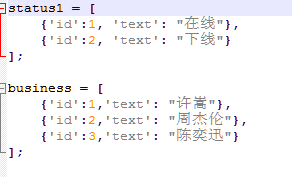 status1 = [
{'id':1, 'text': "在线"},
{'id':2, 'text': "下线"}
];
business = [
{'id':1,'text': "许嵩"},
{'id':2,'text': "周杰伦"},
{'id':3,'text': "陈奕迅"}
];